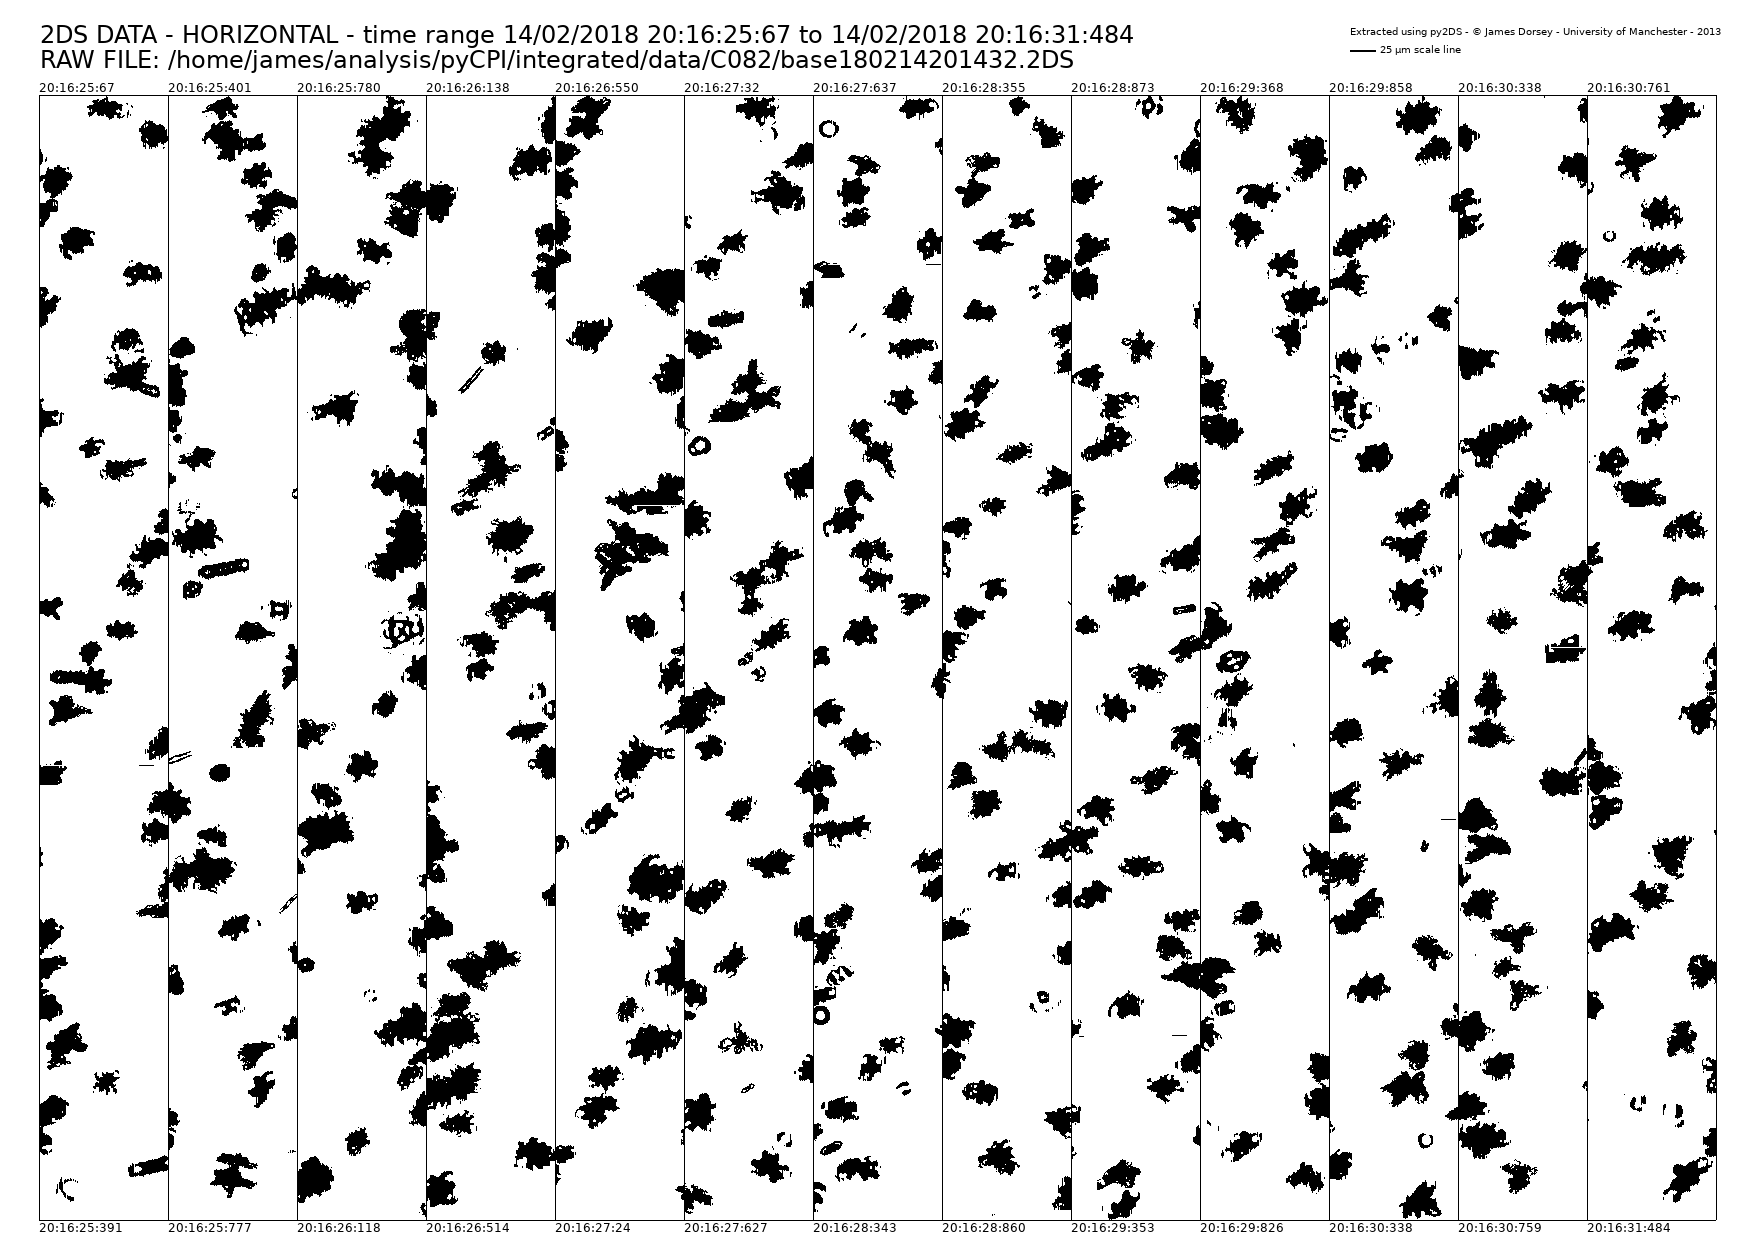 2DS DATA - HORIZONTAL - time range 14/02/2018 20:16:25:67 to 14/02/2018 20:16:31:484
RAW FILE: /home/james/analysis/pyCPI/integrated/data/C082/base180214201432.2DS
Extracted using py2DS - © James Dorsey - University of Manchester - 2013
25 µm scale line
20:16:25:67 20:16:25:401 20:16:25:780 20:16:26:138 20:16:26:550 20:16:27:32 20:16:27:637 20:16:28:355 20:16:28:873 20:16:29:368 20:16:29:858 20:16:30:338 20:16:30:761
20:16:25:391 20:16:25:777 20:16:26:118 20:16:26:514 20:16:27:24 20:16:27:627 20:16:28:343 20:16:28:860 20:16:29:353 20:16:29:826 20:16:30:338 20:16:30:759 20:16:31:484